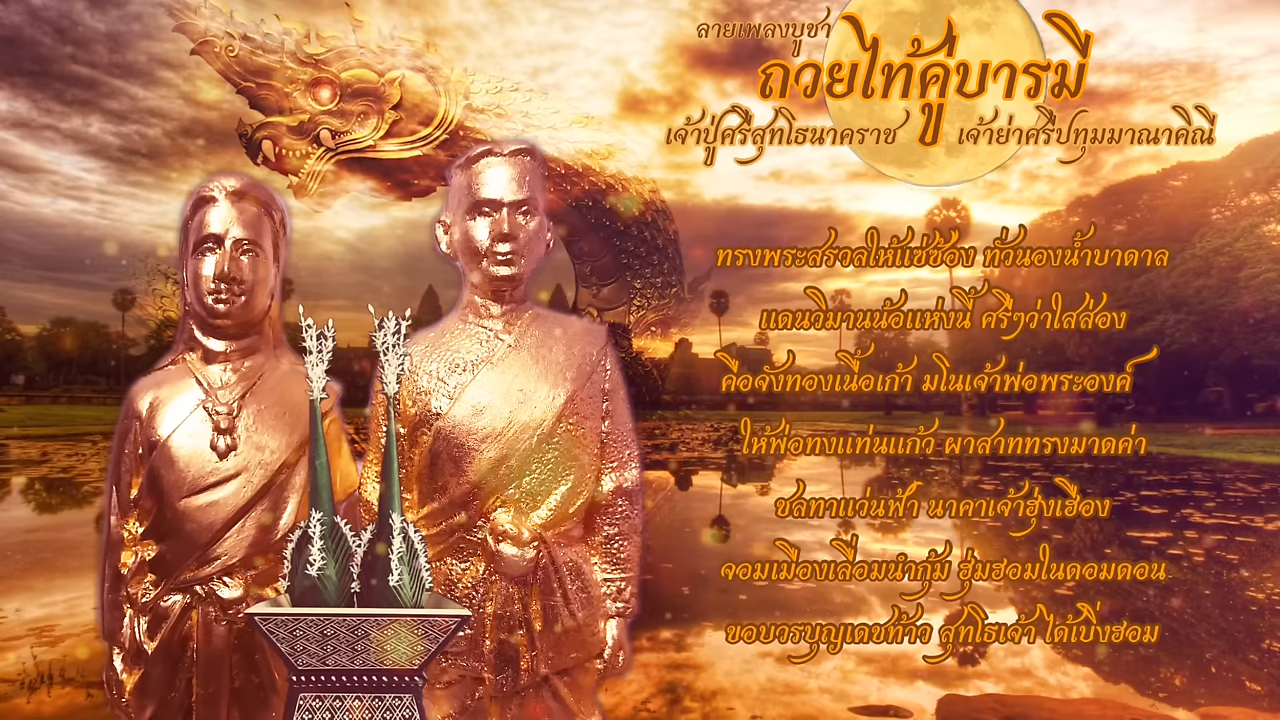 ลายเพลงบูชา
ถวยไท้คู่บารมี
เจ้าปู่ศรีสุทโธนาคราช เจ้าย่าศรีปทุมมาณาคิณี
ทรงพระสรวลให้แซ่ซ้อง ทั่วนองน้ำบาดาล
แดนวิมานน้อแห่งนี้ ศรีๆว่าใสส่อง
คือจั่งทองเนื้อเก้า มโนเจ้าพ่อพระองค์
ให้พ่อทงแท่นแก้ว ผาสาททรงมาดค่า
ชลทาแว่นฟ้า นาคาเจ้าฮุ่งเฮือง
จอมเมืองเลื่อมนำกุ้ม ฮุ่มฮอมในดอมดอน
ขอบวรบุญเดชท้าว สุทโธเจ้า ได้เบิ่งฮอม